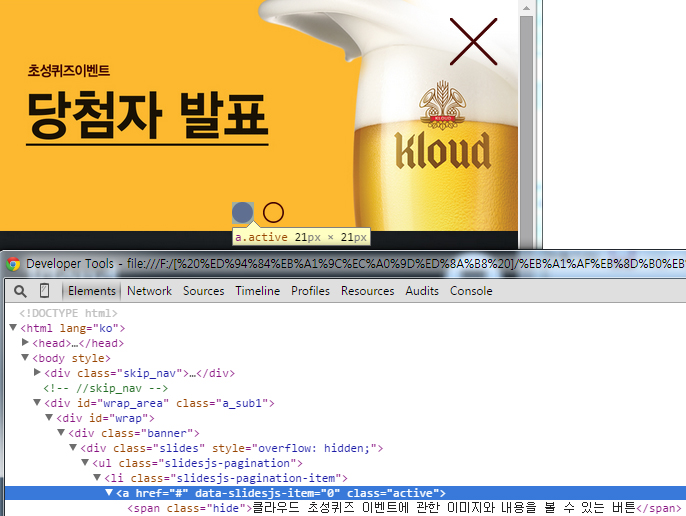 초성퀴즈이벤트
당첨자 발표
KLOUD
Kloud
a.active 21px × 21px
Developer Tools - file:///F:/[%20%ED%94%84%EB%A1%9C%EC%A0%9D%ED%8A%B8%20]/%EB%A1%AF%EB%8D%B0%EB%
Elements Network Sources Timeline Profiles Resources Audits Console
<!DOCTYPE html>
<html lang="ko">
<head>…</head>
<body style>
<div class="skip_nav">…</div>
<!-- //skip_nav -->
<div id="wrap_area" class="a_sub1">
<div id="wrap">
<div class="banner">
<div class="slides" style="overflow: hidden;">
<ul class="slidesjs-pagination">
<li class="slidesjs-pagination-item">
<a href="#" data-slidesjs-item="0" class="active">
<span class="hide">클라우드 초성퀴즈 이벤트에 관한 이미지와 내용을 볼 수 있는 버튼</span>